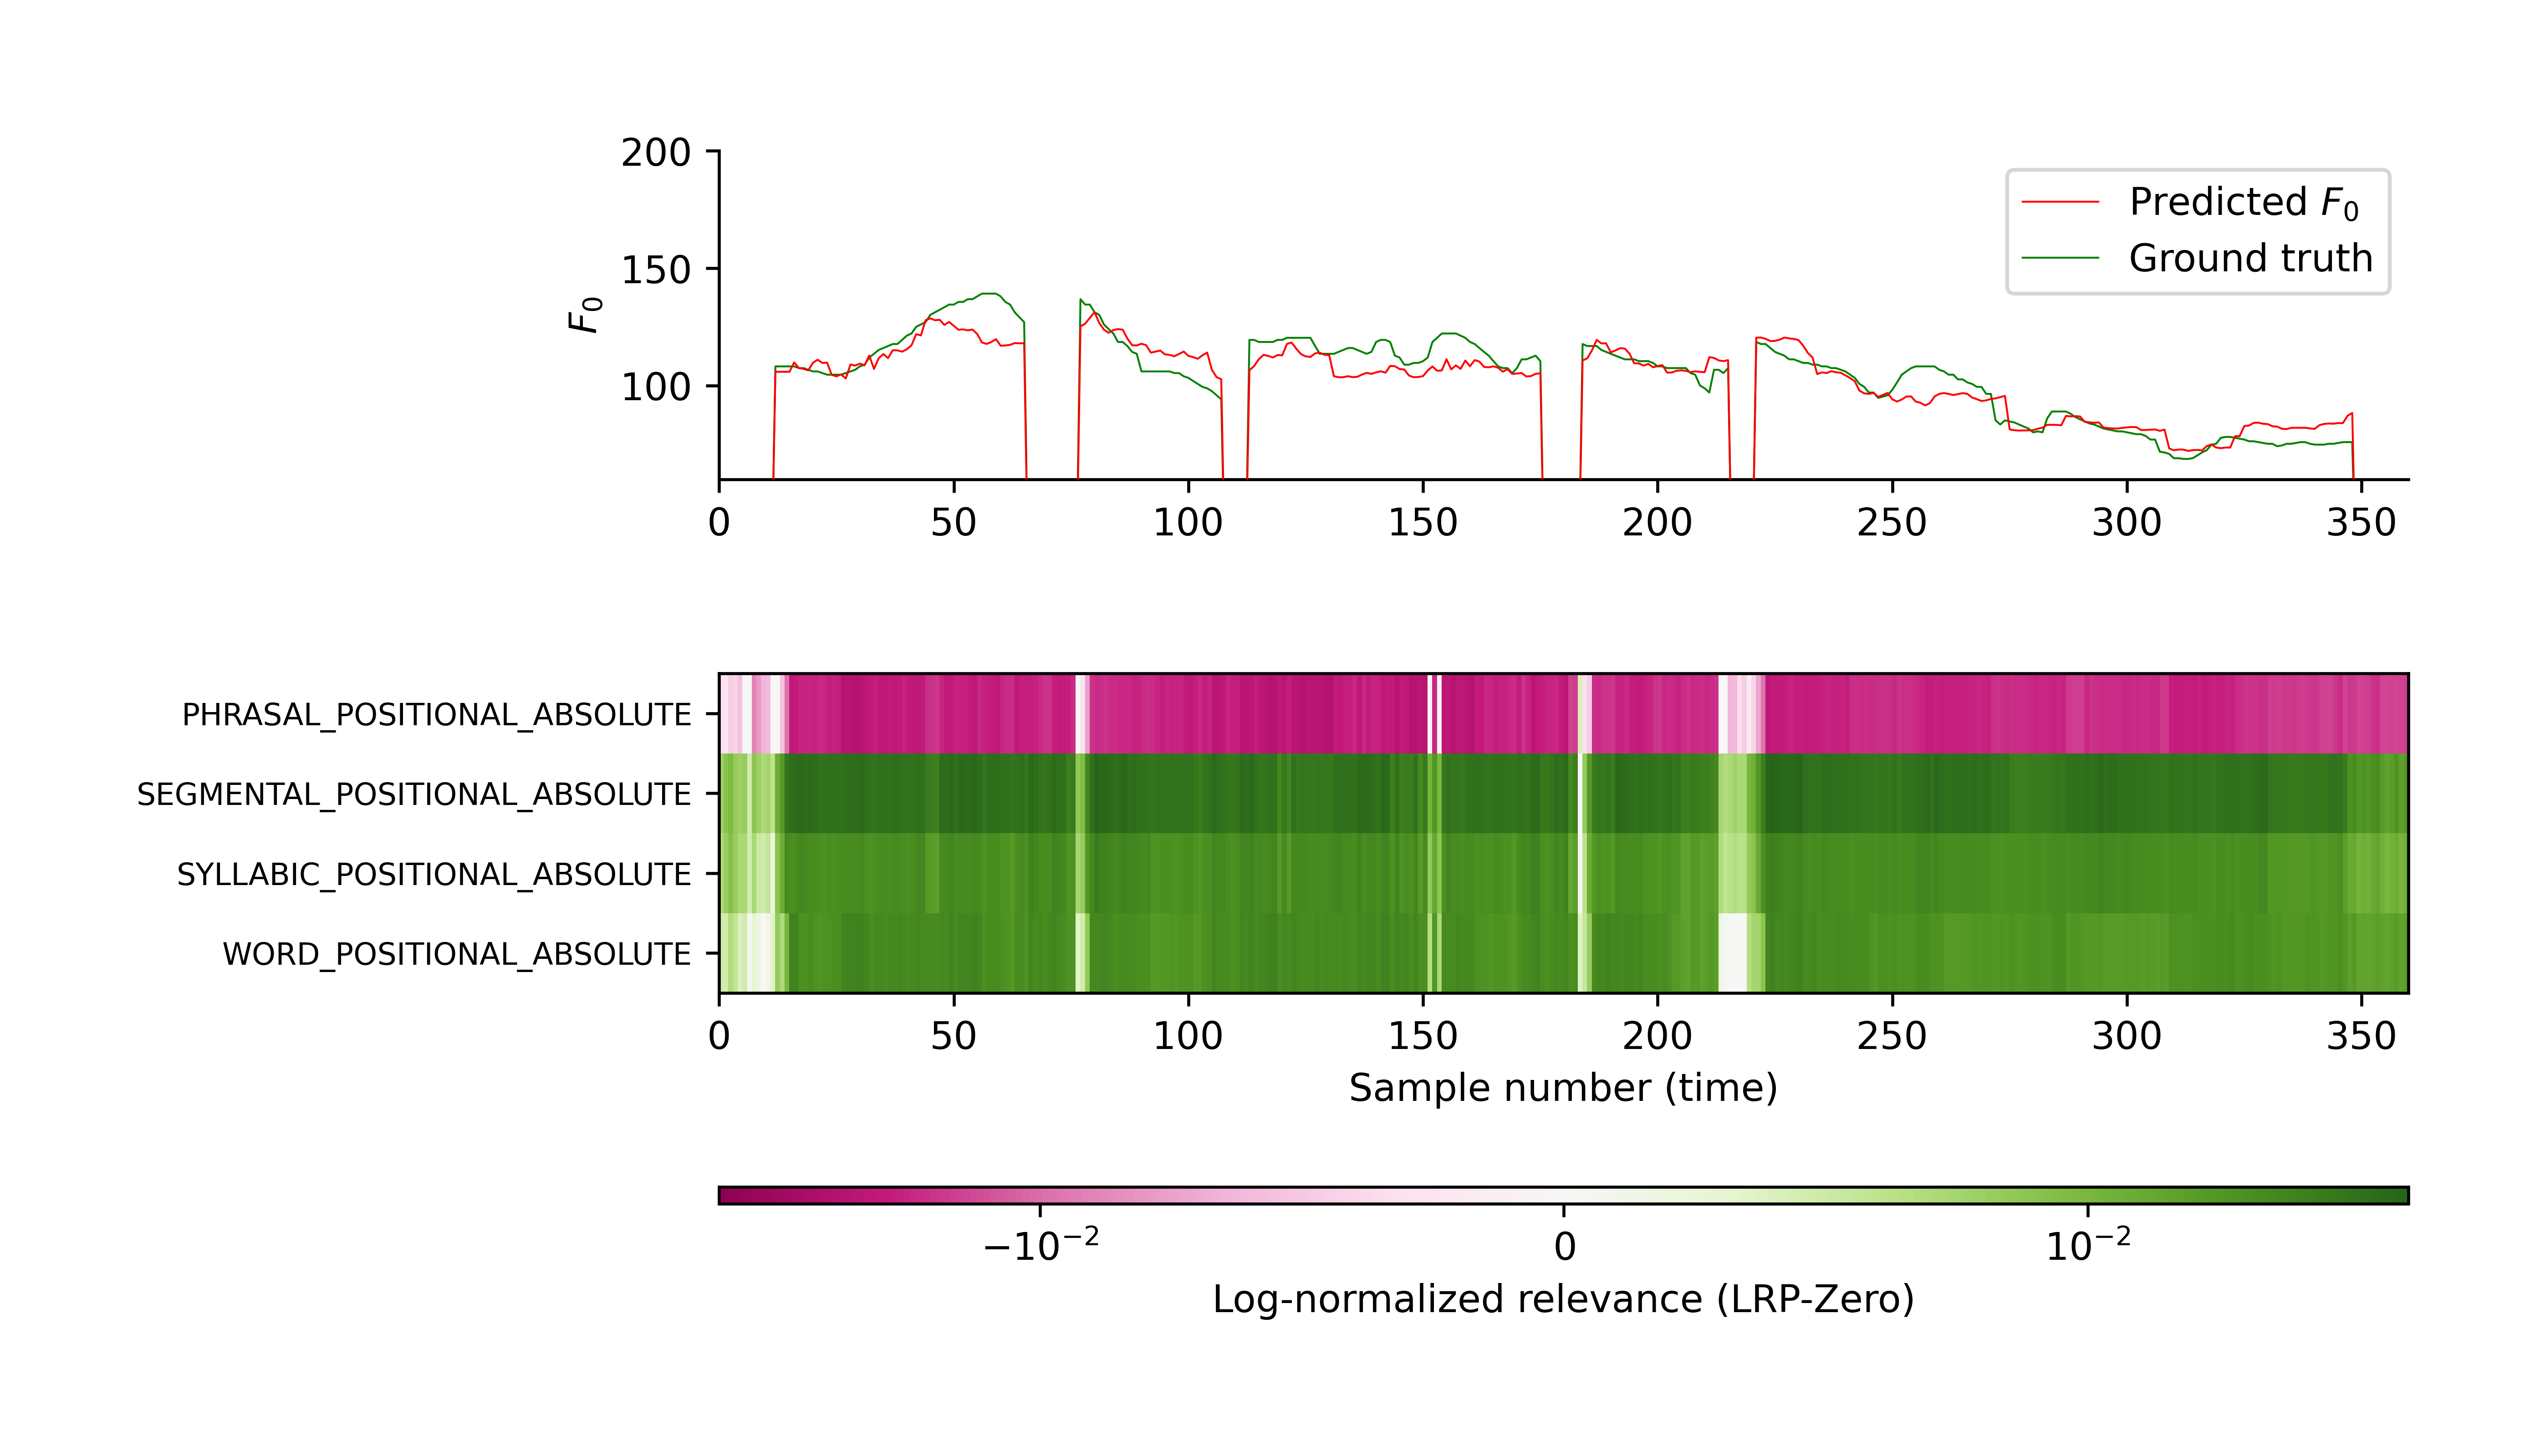 200
150
100
F0
Predicted F0
Ground truth
0 50 100 150 200 250 300 350
PHRASAL_POSITIONAL_ABSOLUTE
SEGMENTAL_POSITIONAL_ABSOLUTE
SYLLABIC_POSITIONAL_ABSOLUTE
WORD_POSITIONAL_ABSOLUTE
0 50 100 150 200 250 300 350
Sample number (time)
−10⁻² 0 10⁻²
Log-normalized relevance (LRP-Zero)